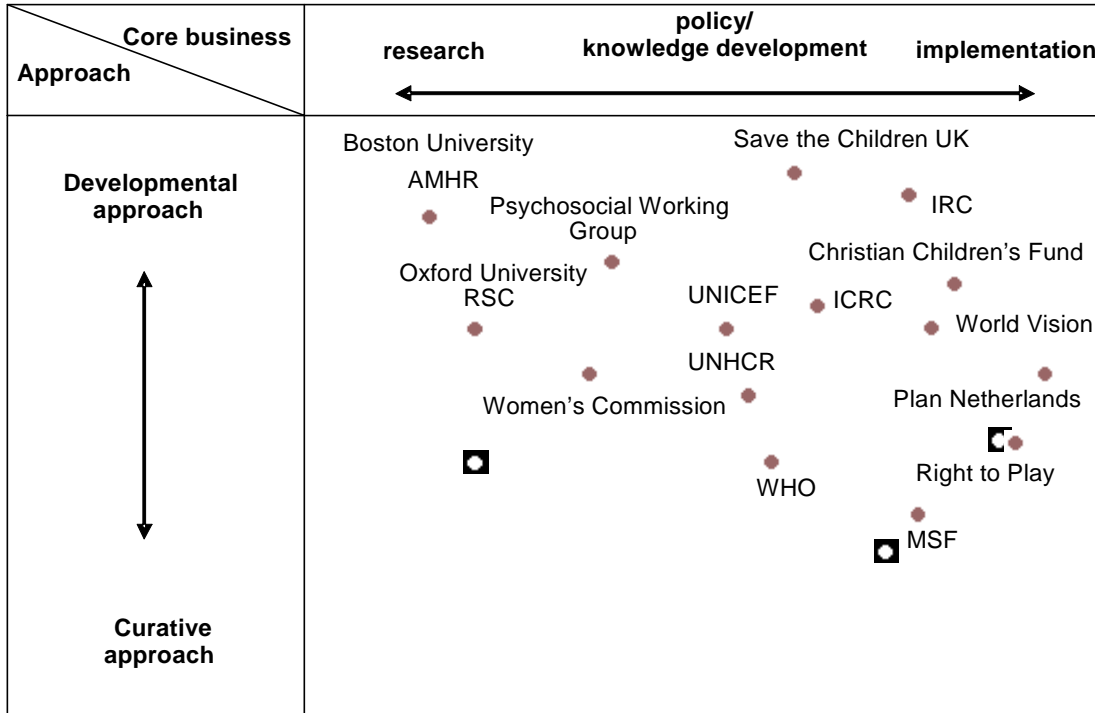 Core business
Approach
research
policy/
knowledge development
implementation
Developmental
approach
Curative
approach
Boston University
AMHR
Save the Children UK
IRC
Psychosocial Working
Group
Christian Children's Fund
Oxford University
RSC
UNICEF
ICRC
World Vision
UNHCR
Women's Commission
Plan Netherlands
WHO
Right to Play
MSF